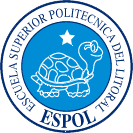 ESCUELA SUPERIOR POLITECNICA DEL LITORAL
ESPOL